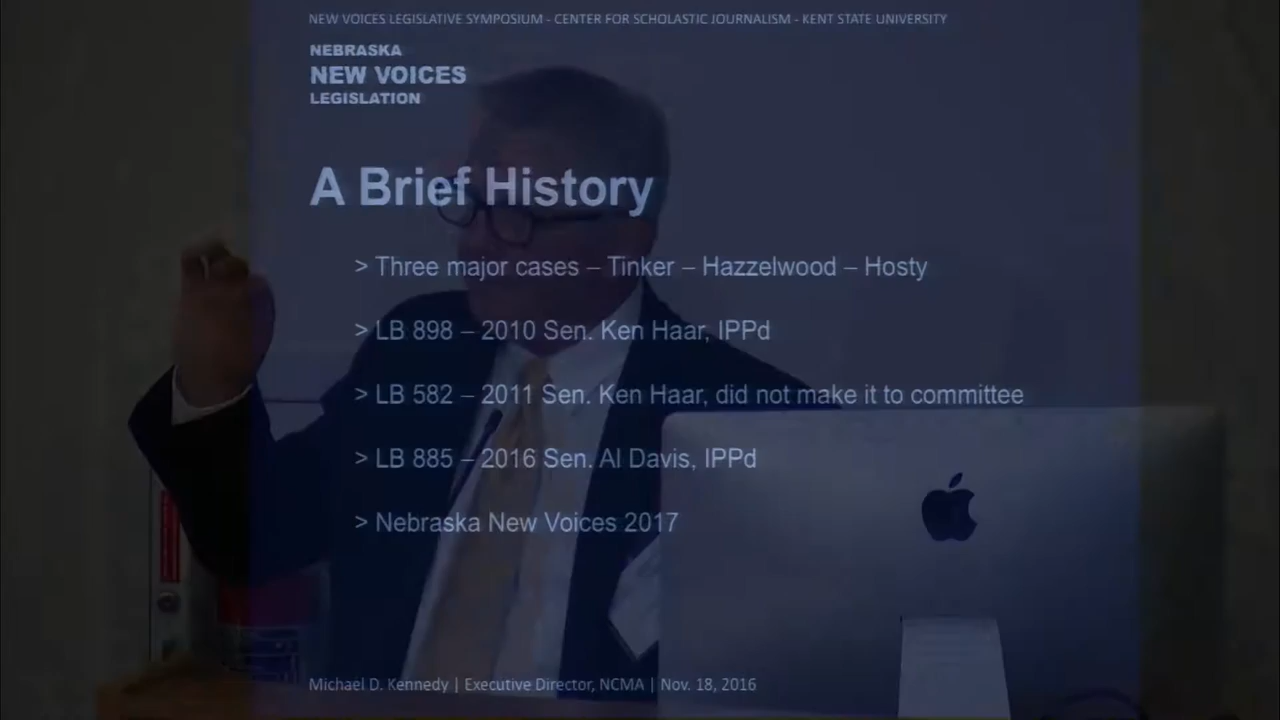 NEW VOICES LEGISLATIVE SYMPOSIUM - CENTER FOR SCHOLASTIC JOURNALISM - KENT STATE UNIVERSITY
NEBRASKA
NEW VOICES
LEGISLATION
A Brief History
> Three major cases – Tinker – Hazzelwood – Hosty
> LB 898 – 2010 Sen. Ken Haar, IPPd
> LB 582 – 2011 Sen. Ken Haar, did not make it to committee
> LB 885 – 2016 Sen. Al Davis, IPPd
> Nebraska New Voices 2017
Michael D. Kennedy | Executive Director, NCMA | Nov. 18, 2016